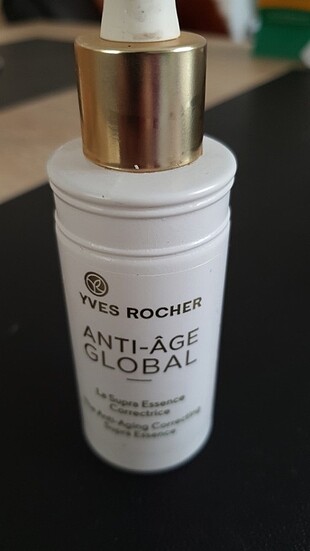 YVES ROCHER
ANTI-ÂGE
GLOBAL
La Supra Essence
Correctrice
The Anti-Aging Correcting
Supra Essence